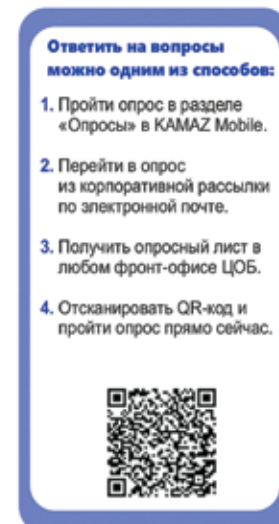 Ответить на вопросы
можно одним из способов:
1. Пройти опрос в разделе
«Опросы» в KAMAZ Mobile.
2. Перейти в опрос
из корпоративной рассылки
по электронной почте.
3. Получить опросный лист в
любом фронт-офисе ЦОБ.
4. Отсканировать QR-код и
пройти опрос прямо сейчас.